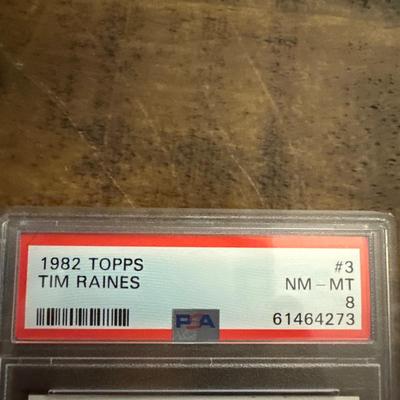 1982 TOPPS #3
TIM RAINES NM - MT
8
PSA 61464273